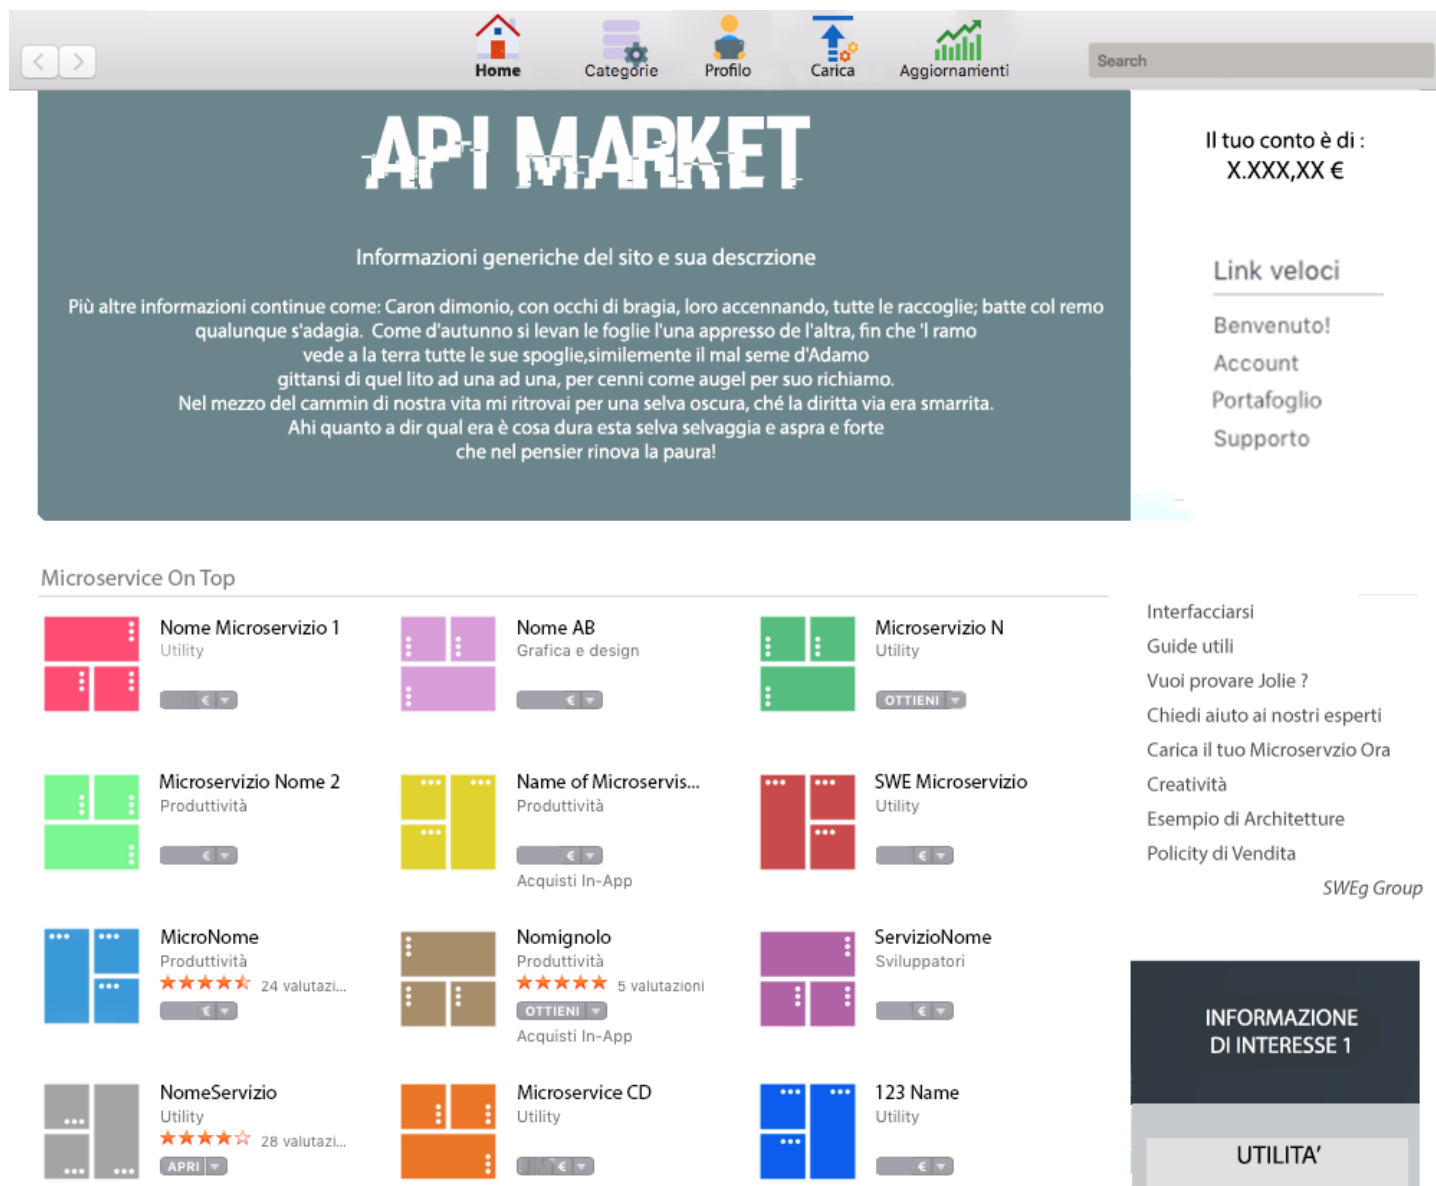 Home
Categorie
Profilo
Carica
Aggiornamenti
Search
API MARKET
Informazioni generiche del sito e sua descrzione
Più altre informazioni continue come: Caron dimonio, con occhi di bragia, loro accennando, tutte le raccoglie; batte col remo
qualunque s'adagia. Come d'autunno si levan le foglie l'una appresso de l'altra, fin che 'l ramo
vede a la terra tutte le sue spoglie,similemente il mal seme d'Adamo
gittansi di quel lito ad una ad una, per cenni come augel per suo richiamo.
Nel mezzo del cammin di nostra vita mi ritrovai per una selva oscura, ché la diritta via era smarrita.
Ahi quanto a dir qual era è cosa dura esta selva selvaggia e aspra e forte
che nel pensier rinova la paura!
Il tuo conto è di :
X.XXX,XX €
Link veloci
Benvenuto!
Account
Portafoglio
Supporto
Microservice On Top
Nome Microservizio 1
Utility
€
Nome AB
Grafica e design
€
Microservizio N
Utility
OTTIENI
Microservizio Nome 2
Produttività
€
Name of Microservis...
Produttività
€
Acquisti In-App
SWE Microservizio
Utility
€
MicroNome
Produttività
24 valutazi...
€
Nomignolo
Produttività
5 valutazioni
OTTIENI
Acquisti In-App
ServizioNome
Sviluppatori
€
NomeServizio
Utility
28 valutazi...
APRI
Microservice CD
Utility
€
123 Name
Utility
€
Interfacciarsi
Guide utili
Vuoi provare Jolie ?
Chiedi aiuto ai nostri esperti
Carica il tuo Microservzio Ora
Creatività
Esempio di Architetture
Policity di Vendita
SWEg Group
INFORMAZIONE
DI INTERESSE 1
UTILITA’